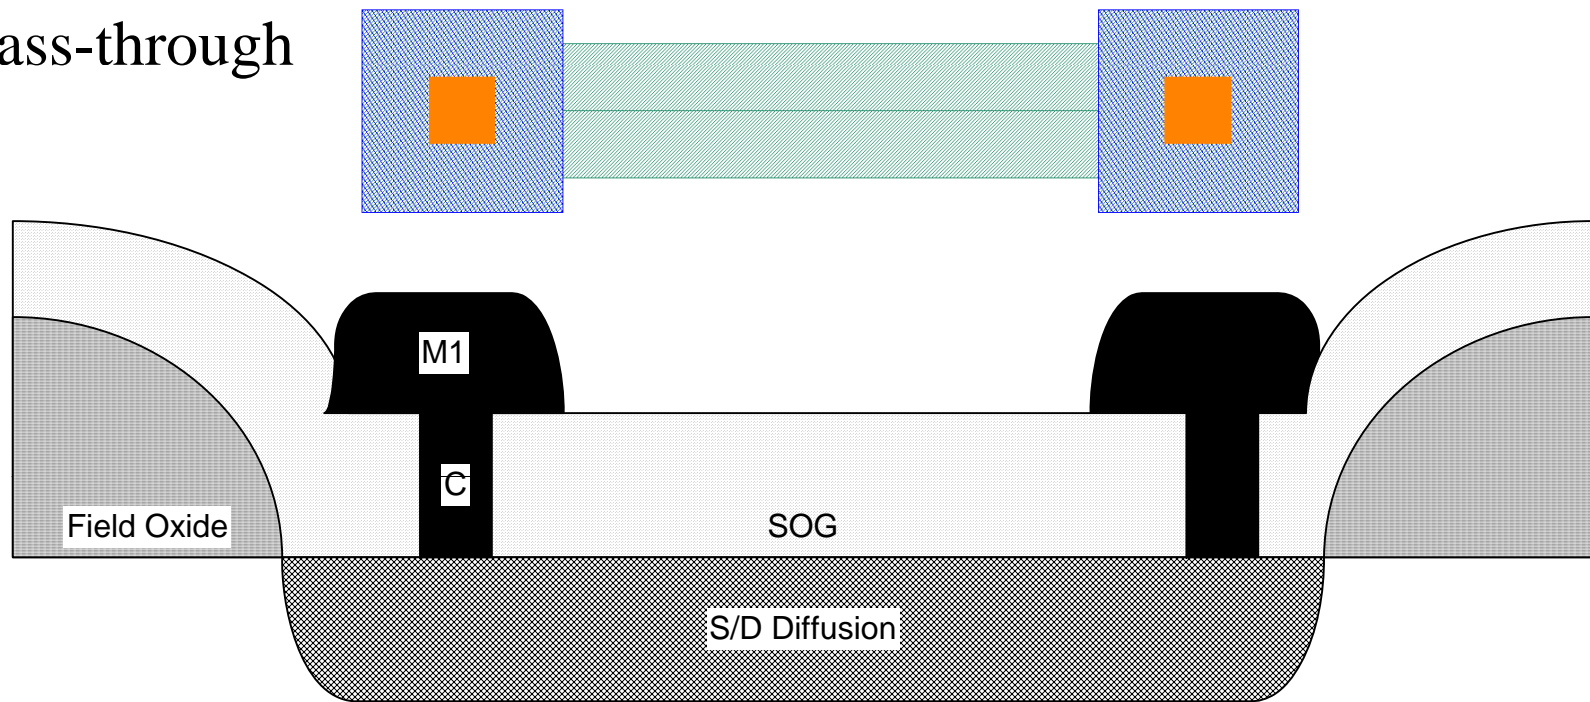 ass-through
M1
C
Field Oxide
SOG
S/D Diffusion